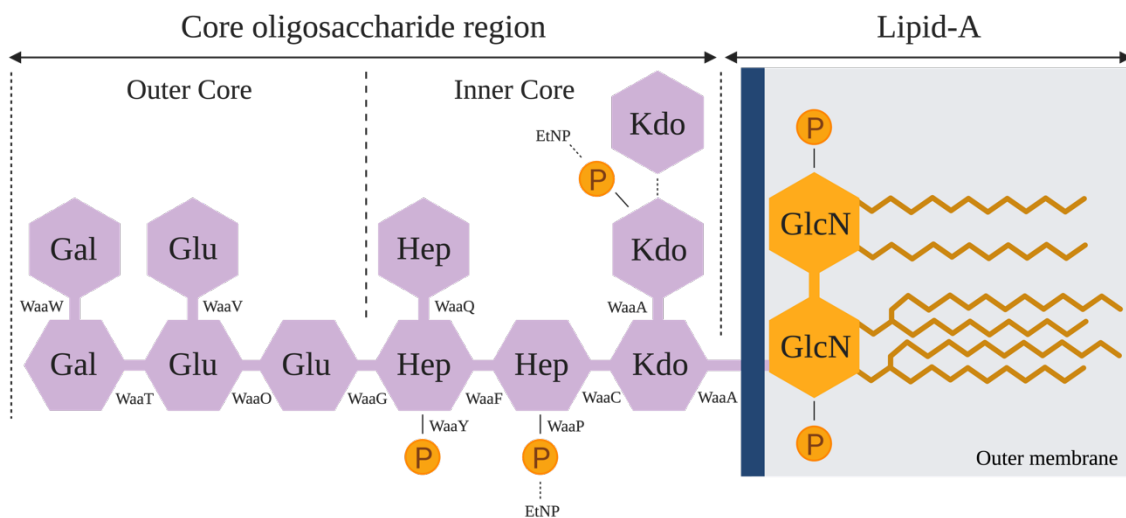 Core oligosaccharide region
Lipid-A
Outer Core
Inner Core
Kdo
EtNP
P
P
Gal
Glu
Hep
Kdo
GlcN
WaaW
WaaV
WaaQ
WaaA
Gal
Glu
Glu
Hep
Hep
Kdo
GlcN
WaaT
WaaO
WaaG
WaaF
WaaC
WaaA
WaaY
WaaP
P
P
P
Outer membrane
EtNP